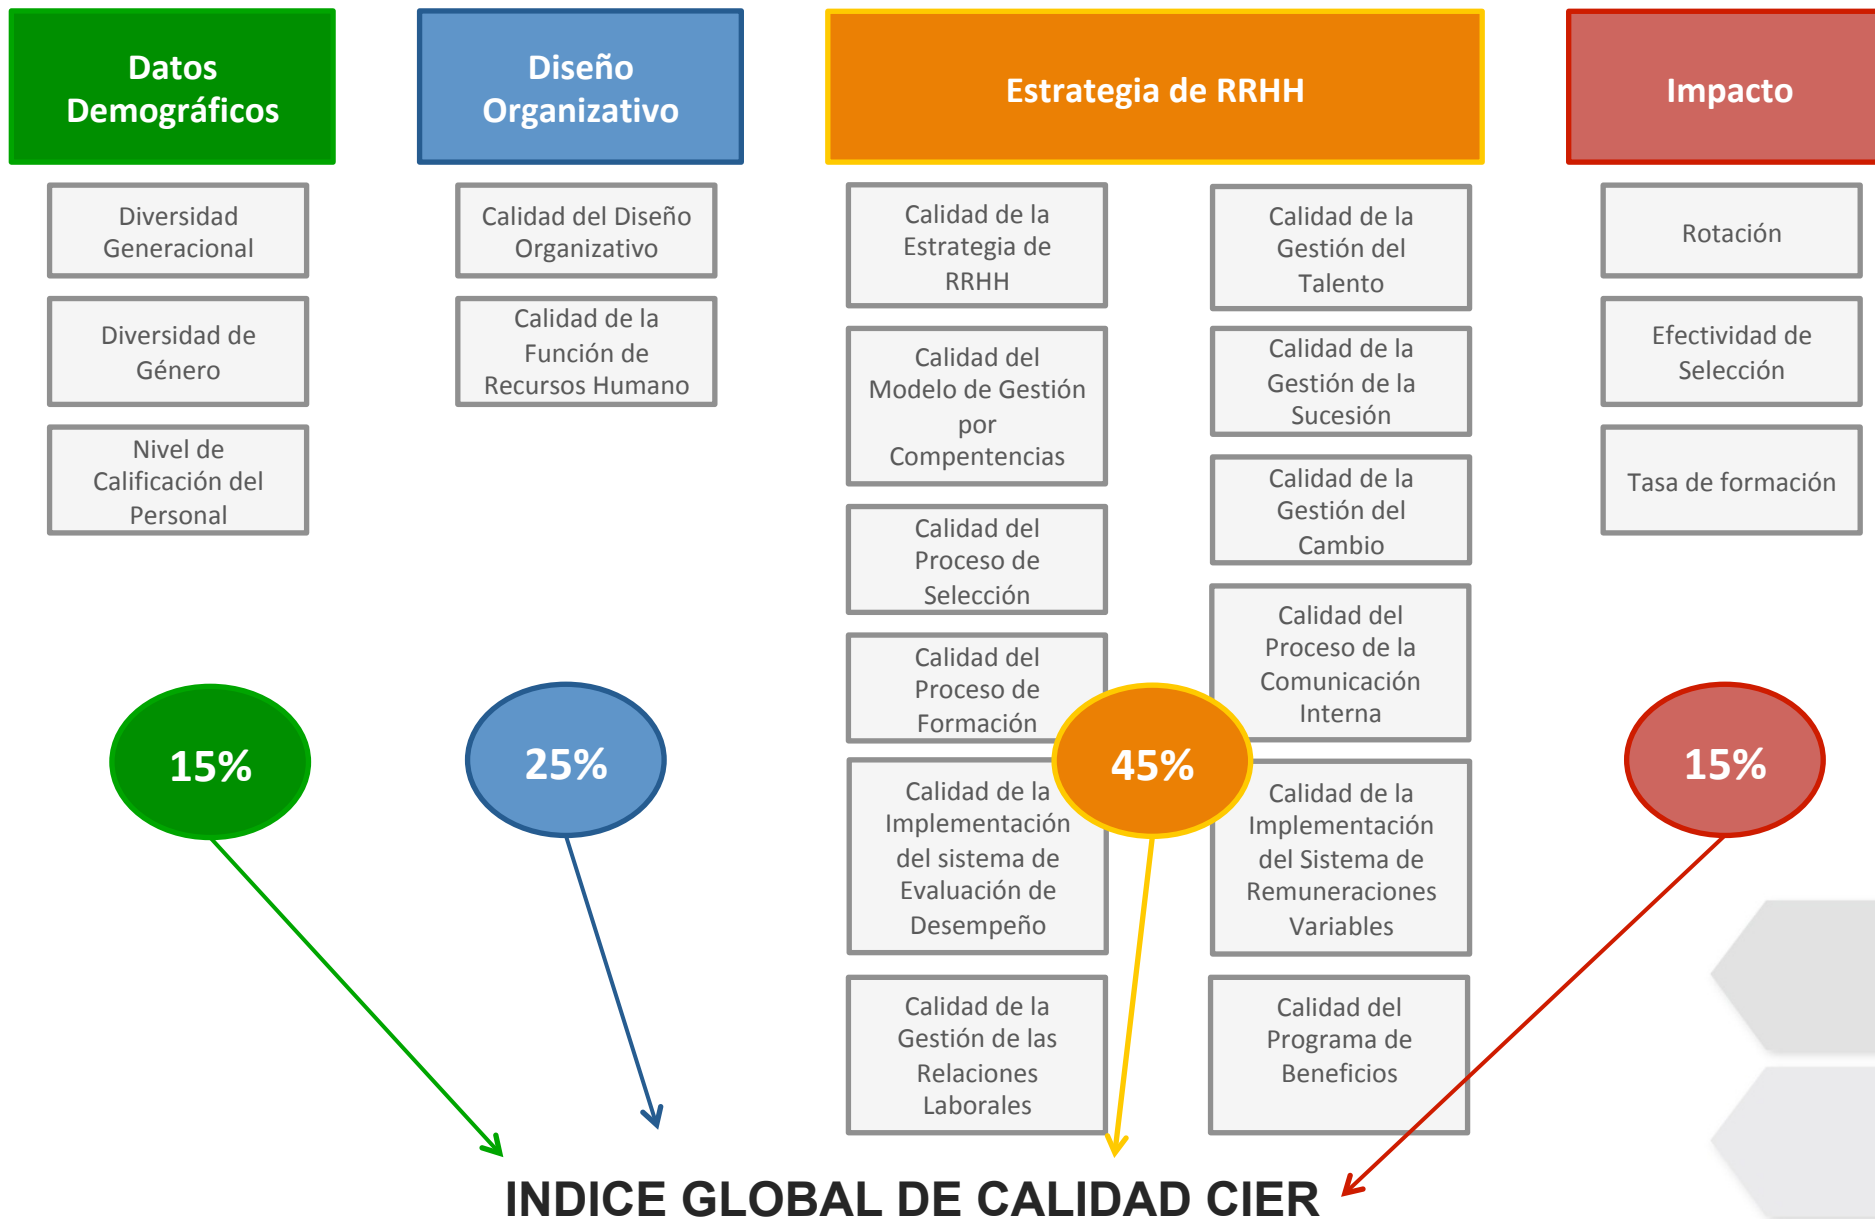 Datos
Demográficos
Diversidad
Generacional
Diversidad de
Género
Nivel de
Calificación del
Personal
15%
Diseño
Organizativo
Calidad del Diseño
Organizativo
Calidad de la
Función de
Recursos Humano
25%
Estrategia de RRHH
Calidad de la
Estrategia de
RRHH
Calidad del
Modelo de Gestión
por
Compentencias
Calidad del
Proceso de
Selección
Calidad del
Proceso de
Formación
Calidad de la
Implementación
del sistema de
Evaluación de
Desempeño
Calidad de la
Gestión de las
Relaciones
Laborales
Calidad de la
Gestión del
Talento
Calidad de la
Gestión de la
Sucesión
Calidad de la
Gestión del
Cambio
Calidad del
Proceso de la
Comunicación
Interna
Calidad de la
Implementación
del Sistema de
Remuneraciones
Variables
Calidad del
Programa de
Beneficios
45%
Impacto
Rotación
Efectividad de
Selección
Tasa de formación
15%
INDICE GLOBAL DE CALIDAD CIER